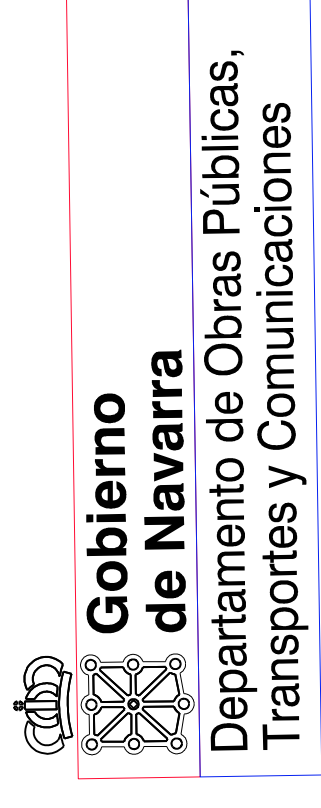 Gobierno
de Navarra
Departamento de Obras Públicas,
Transportes y Comunicaciones